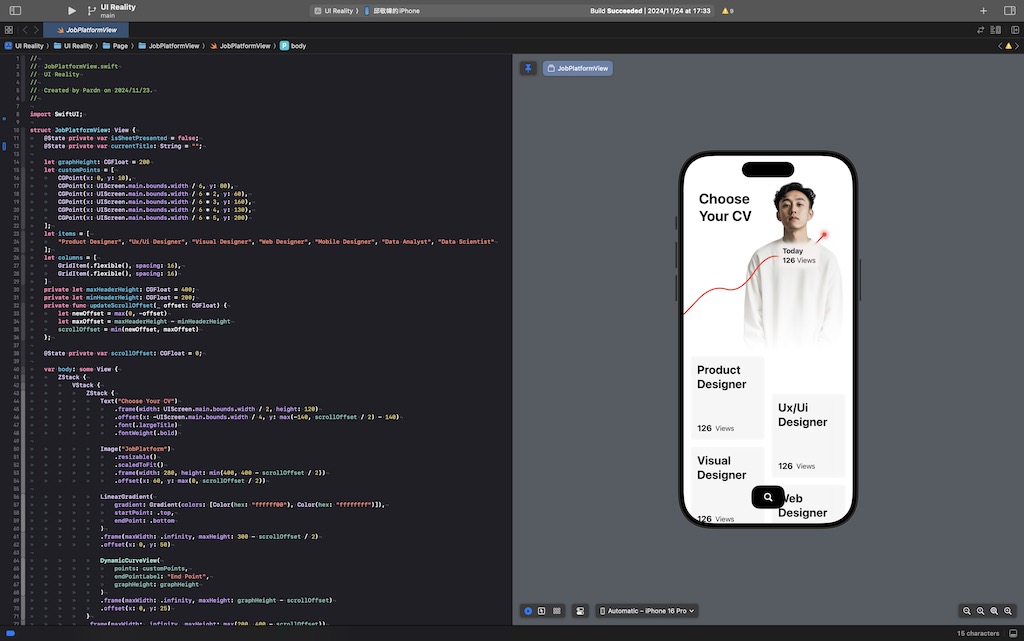 UI Reality
main
UI Reality 〉 邱敬幃的iPhone
Build Succeeded | 2024/11/24 at 17:33
9
JobPlatformView
UI Reality 〉 UI Reality 〉 Page 〉 JobPlatformView 〉 JobPlatformView 〉 P body
//
// JobPlatformView.swift
// UI Reality
//
// Created by Pardn on 2024/11/23.
//
import SwiftUI;
struct JobPlatformView: View {
@State private var isSheetPresented = false;
@State private var currentTitle: String = "";
let graphHeight: CGFloat = 200
let customPoints = [
CGPoint(x: 0, y: 10),
CGPoint(x: UIScreen.main.bounds.width / 6, y: 80),
CGPoint(x: UIScreen.main.bounds.width / 6 * 2, y: 60),
CGPoint(x: UIScreen.main.bounds.width / 6 * 3, y: 160),
CGPoint(x: UIScreen.main.bounds.width / 6 * 4, y: 130),
CGPoint(x: UIScreen.main.bounds.width / 6 * 5, y: 200)
];
let items = [
"Product Designer", "Ux/Ui Designer", "Visual Designer", "Web Designer", "Mobile Designer", "Data Analyst", "Data Scientist"
];
let columns = [
GridItem(.flexible(), spacing: 16),
GridItem(.flexible(), spacing: 16)
]
private let maxHeaderHeight: CGFloat = 400;
private let minHeaderHeight: CGFloat = 200;
private func updateScrollOffset(_ offset: CGFloat) {
let newOffset = max(0, -offset)
let maxOffset = maxHeaderHeight - minHeaderHeight
scrollOffset = min(newOffset, maxOffset)
};
@State private var scrollOffset: CGFloat = 0;
var body: some View {
ZStack {
VStack {
ZStack {
Text("Choose Your CV")
.frame(width: UIScreen.main.bounds.width / 2, height: 120)
.offset(x: -UIScreen.main.bounds.width / 4, y: max(-140, scrollOffset / 2) - 140)
.font(.largeTitle)
.fontWeight(.bold)
Image("JobPlatform")
.resizable()
.scaledToFit()
.frame(width: 280, height: min(400, 400 - scrollOffset / 2))
.offset(x: 60, y: max(0, scrollOffset / 2))
LinearGradient(
gradient: Gradient(colors: [Color(hex: "ffffff00"), Color(hex: "ffffffff")]),
startPoint: .top,
endPoint: .bottom
)
.frame(maxWidth: .infinity, maxHeight: 300 - scrollOffset / 2)
.offset(x: 0, y: 50)
DynamicCurveView(
points: customPoints,
endPointLabel: "End Point",
graphHeight: graphHeight
)
.frame(maxWidth: .infinity, maxHeight: graphHeight - scrollOffset)
.offset(x: 0, y: 25)
}
JobPlatformView
Choose
Your CV
Today
126 Views
Product
Designer
126 Views
Ux/Ui
Designer
126 Views
Visual
Designer
126 Views
Web
Designer
Automatic – iPhone 16 Pro
15 characters